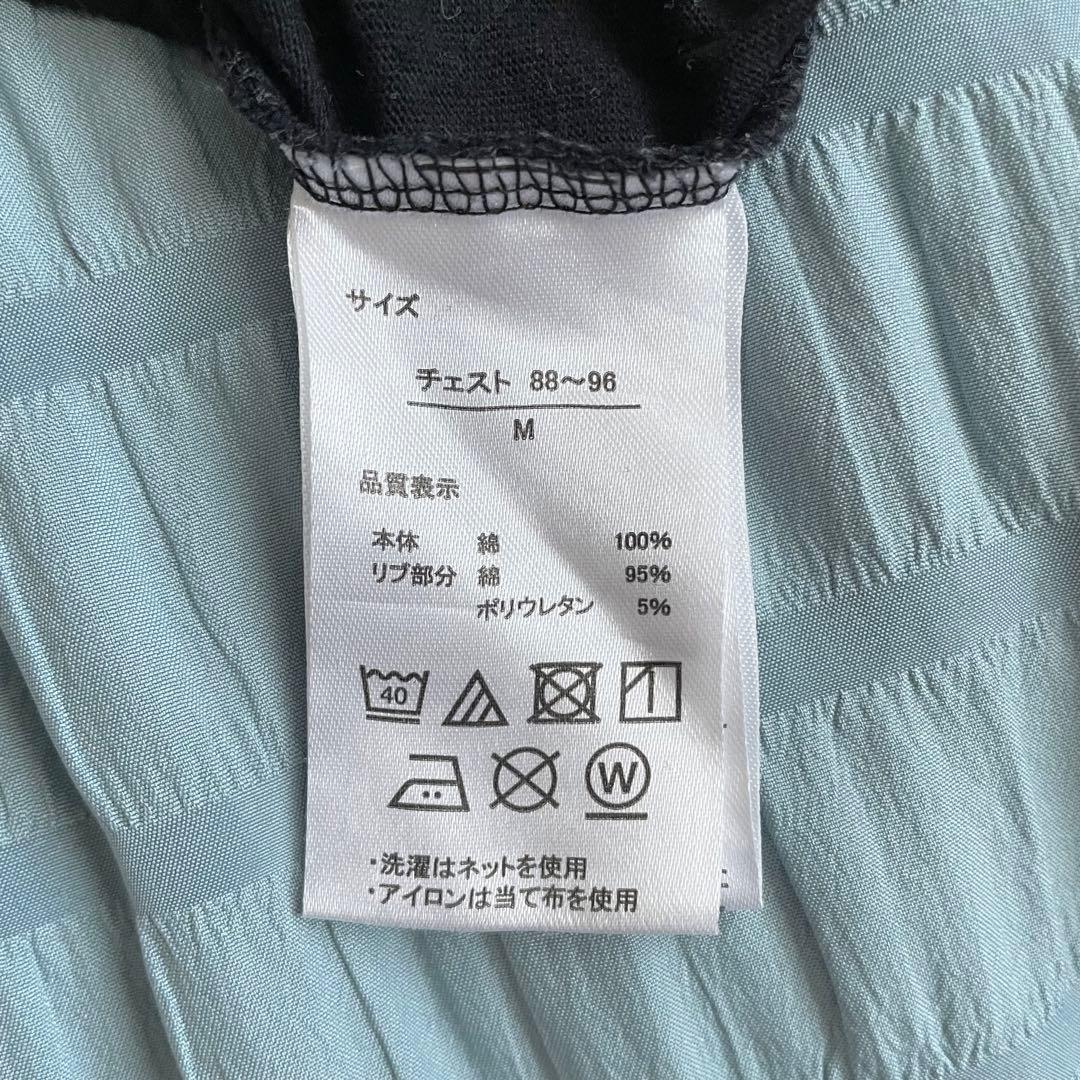 サイズ
チェスト 88〜96
M
品質表示
本体 綿 100%
リブ部分 綿 95%
ポリウレタン 5%
40
W
・洗濯はネットを使用
・アイロンは当て布を使用